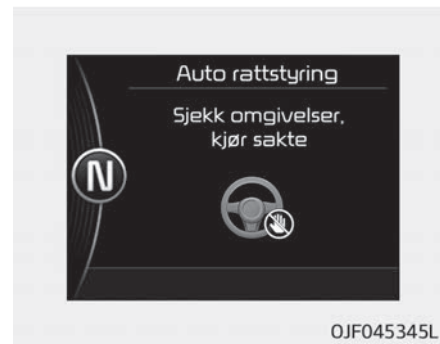 Auto rattstyring
Sjekk omgivelser,
kjør sakte
N
OJF045345L